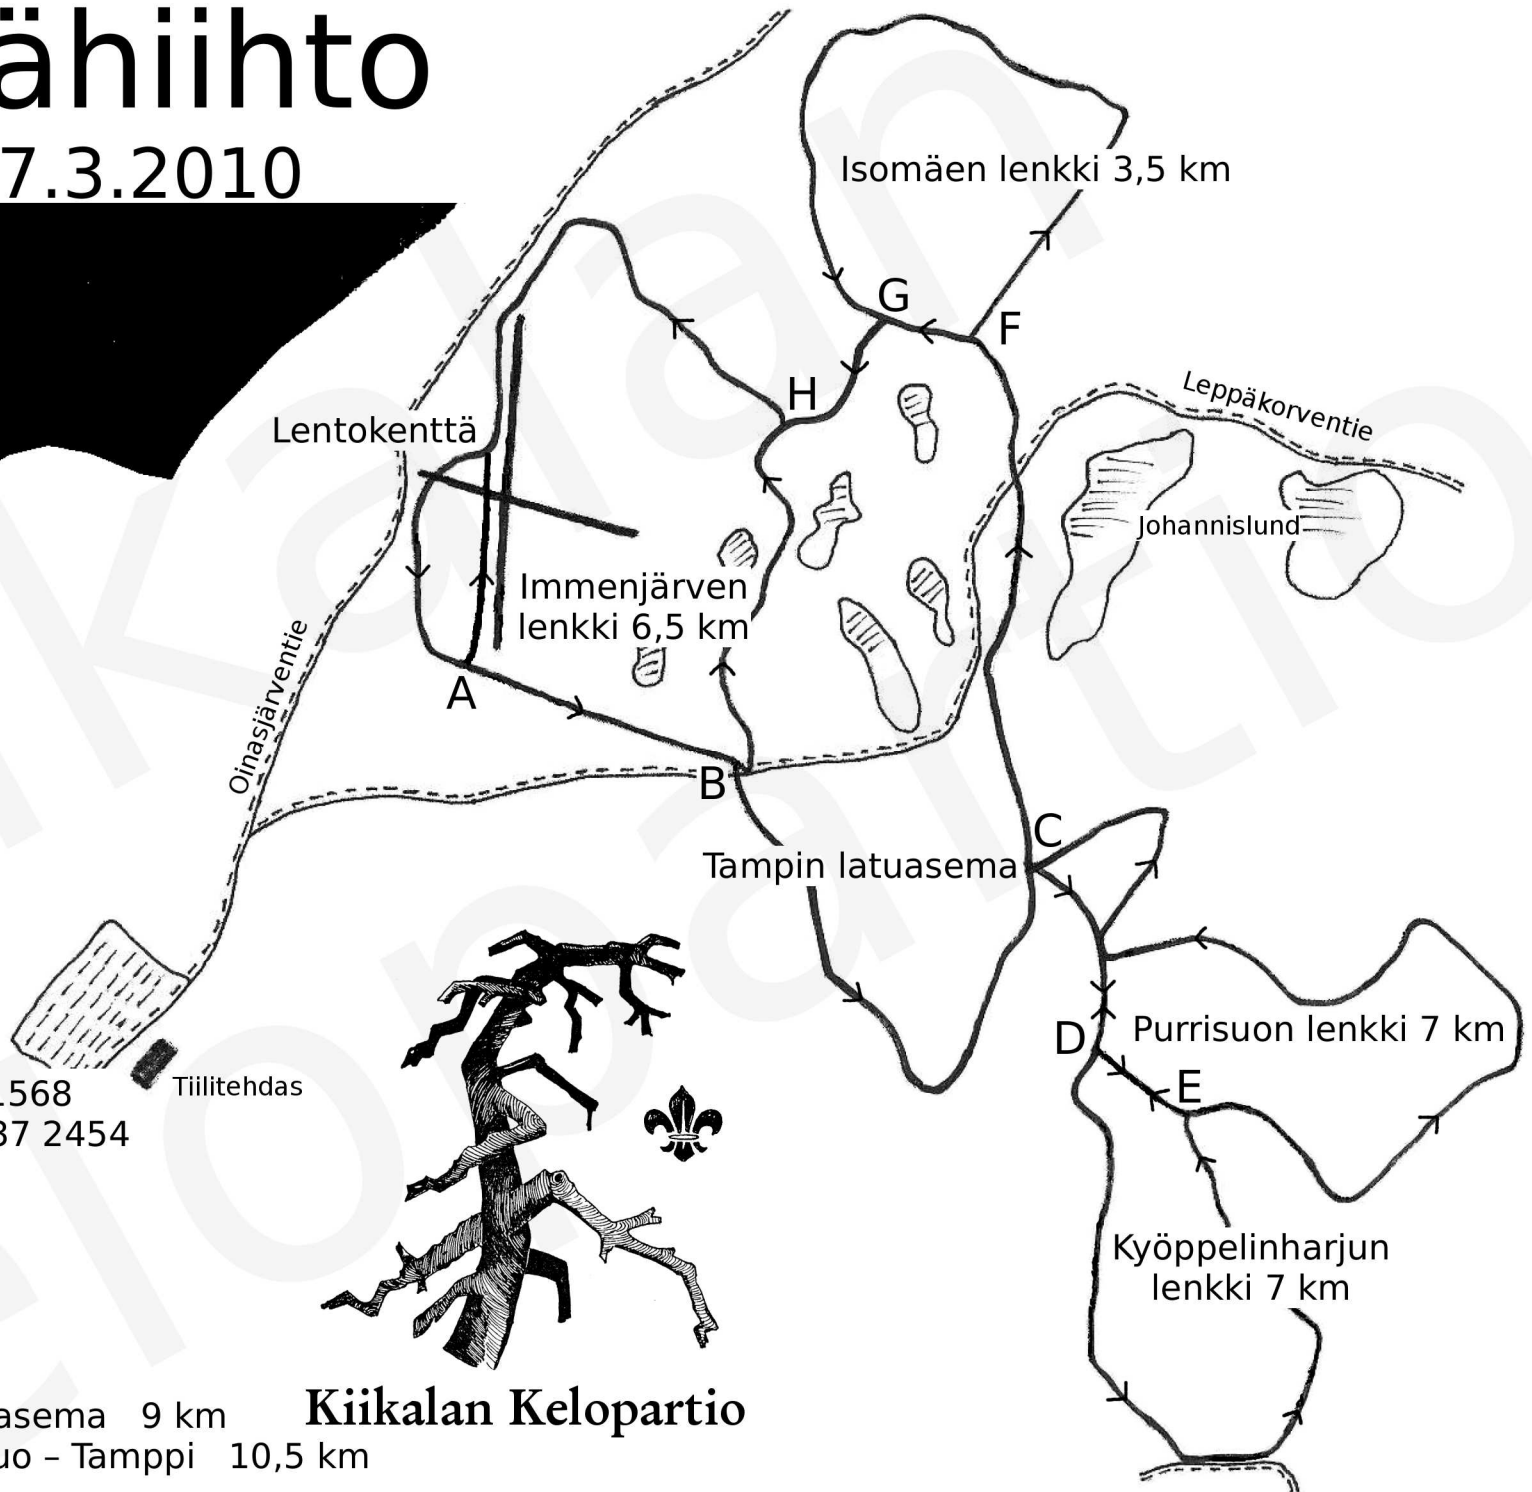 ähiihto
7.3.2010
Isomäen lenkki 3,5 km
G
F
H
Leppäkorventie
Lentokenttä
Johannislund
Immenjärven
lenkki 6,5 km
Oinasjärventie
A
B
C
Tampin latuasema
D
Purrisuon lenkki 7 km
E
Tiilitehdas
1568
37 2454
Kyöppelinharjun
lenkki 7 km
Kiikalan Kelopartio
asema 9 km
uo – Tamppi 10,5 km